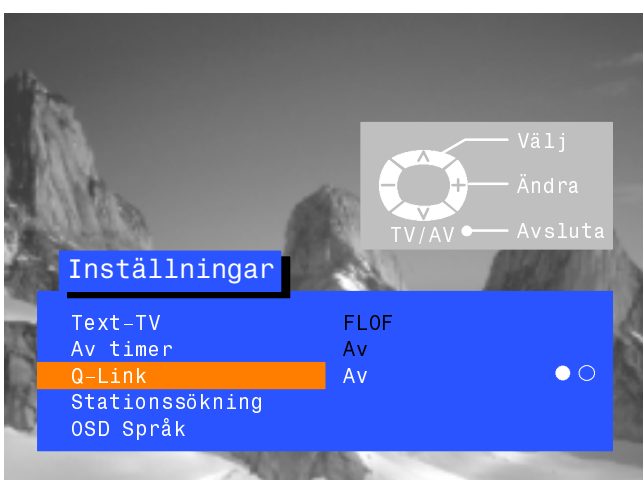 Välj
Ändra
TV/AV Avsluta
Inställningar
Text-TV FLOF
Av timer Av
Q-Link Av
Stationssökning
OSD Språk